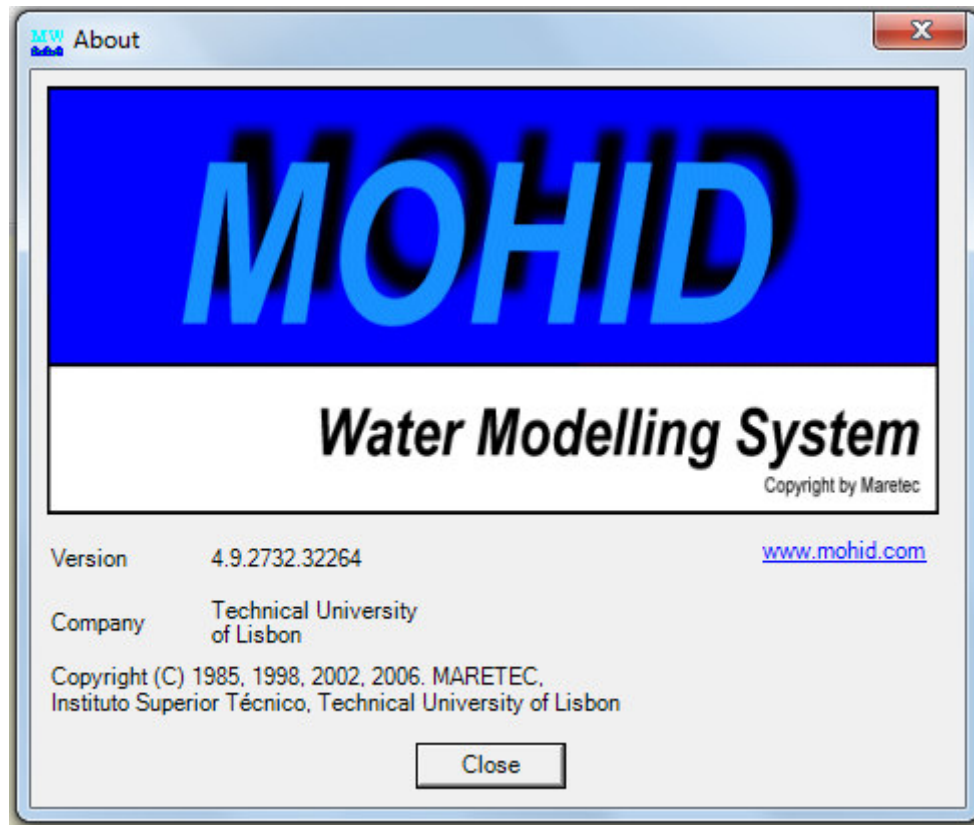 MW
About
MOHID
Water Modelling System
Copyright by Maretec
Version 4.9.2732.32264 www.mohid.com
Company Technical University
of Lisbon
Copyright (C) 1985, 1998, 2002, 2006. MARETEC,
Instituto Superior Técnico, Technical University of Lisbon
Close